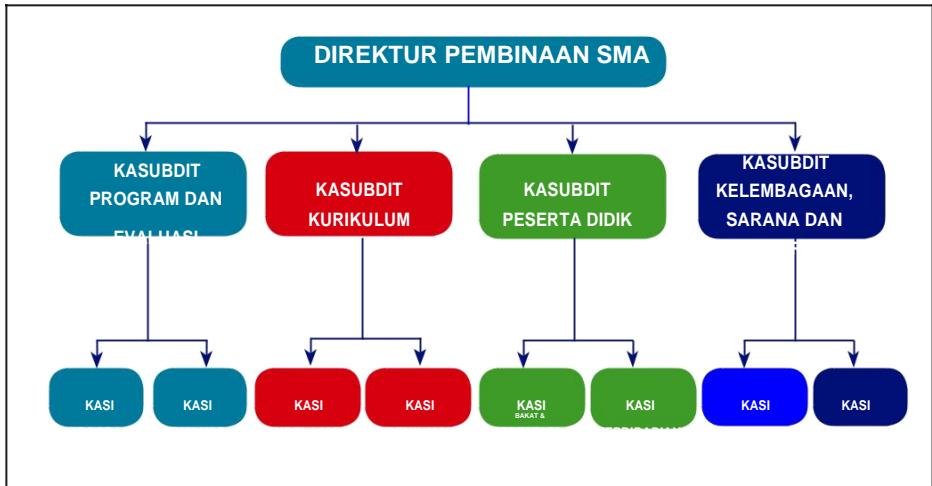 DIREKTUR PEMBINAAN SMA
KASUBDIT
PROGRAM DAN
EVALUASI
KASUBDIT
KURIKULUM
KASUBDIT
PESERTA DIDIK
KASUBDIT
KELEMBAGAAN,
SARANA DAN
KASI
KASI
KASI
KASI
KASI
BAKAT &
KASI
KASI
KASI